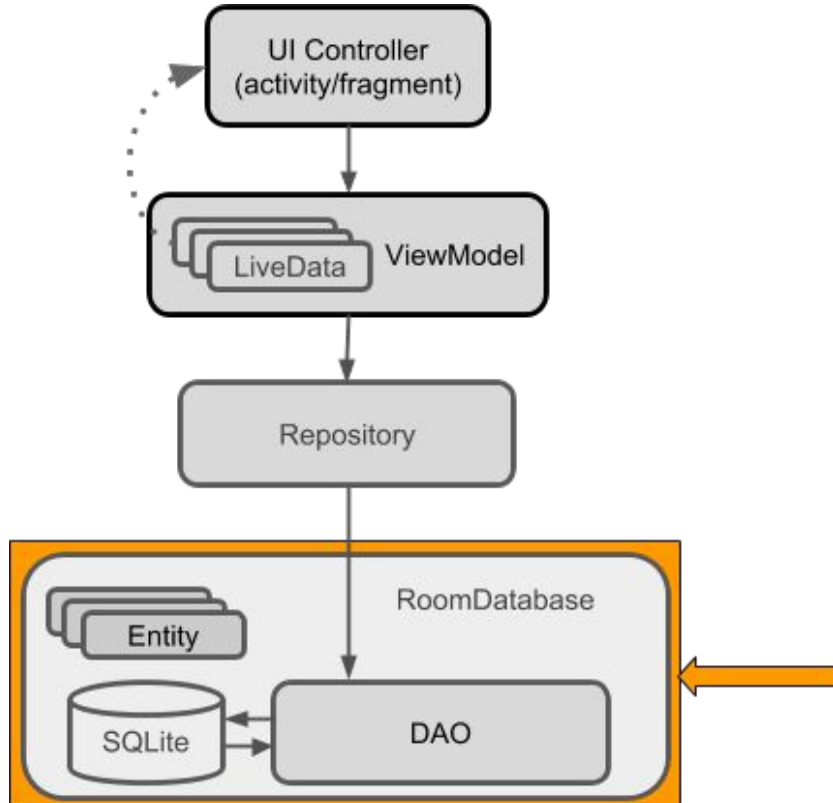 UI Controller
(activity/fragment)
LiveData
ViewModel
Repository
RoomDatabase
Entity
SQLite
DAO